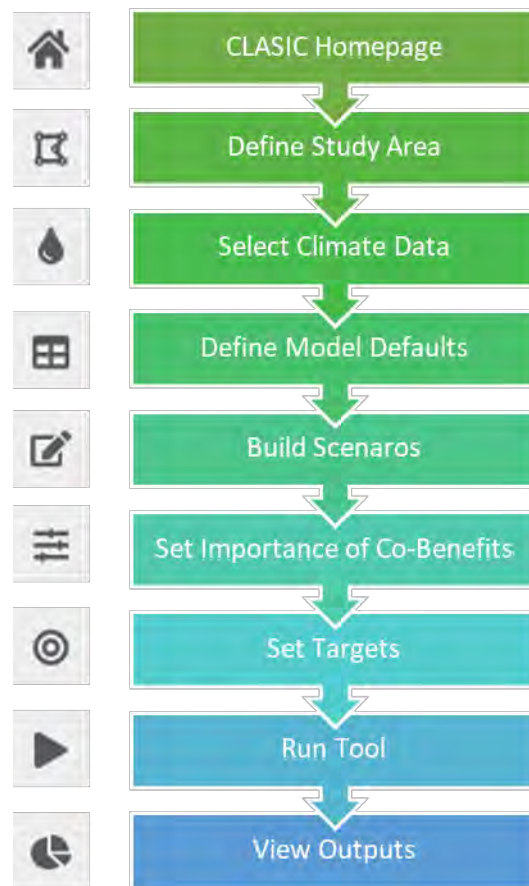 CLASIC Homepage
Define Study Area
Select Climate Data
Define Model Defaults
Build Scenaros
Set Importance of Co-Benefits
Set Targets
Run Tool
View Outputs